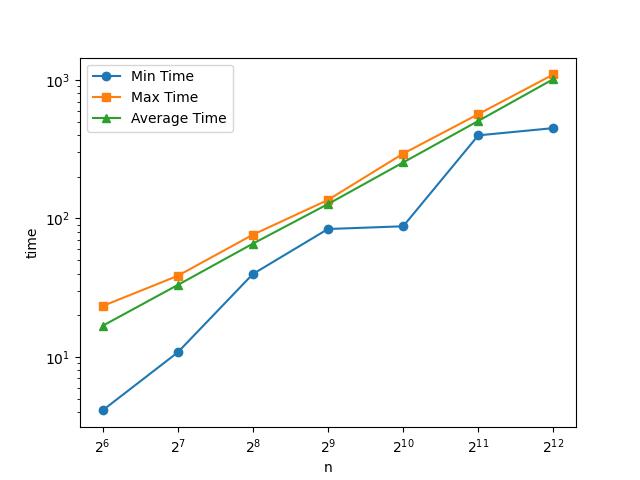 Min Time
Max Time
Average Time
10³
10²
10¹
time
2⁶ 2⁷ 2⁸ 2⁹ 2¹⁰ 2¹¹ 2¹²
n